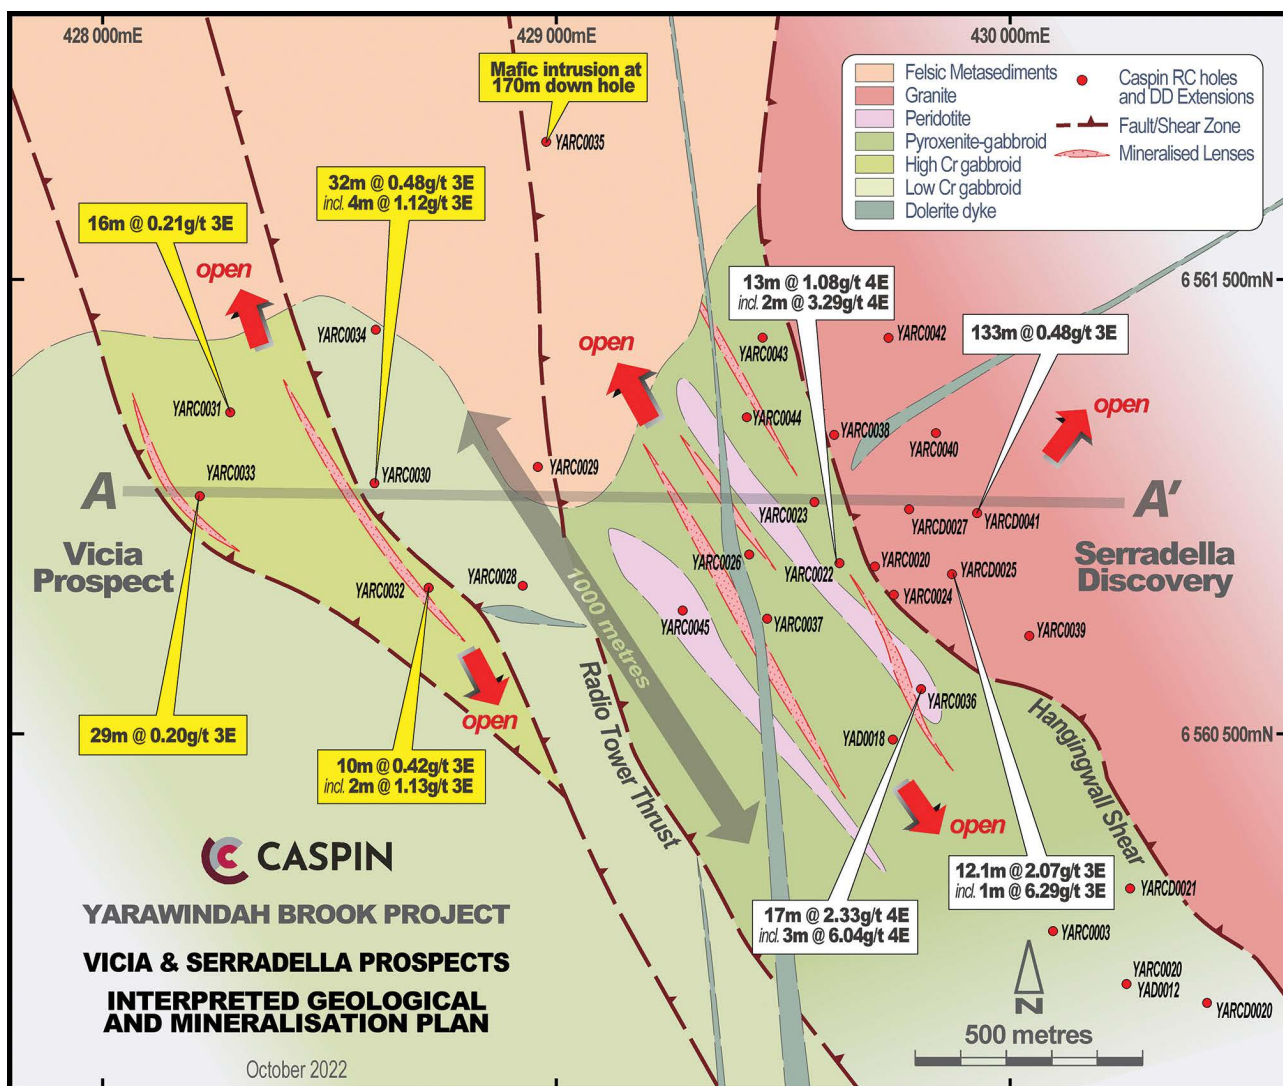 428 000mE
429 000mE
430 000mE
Mafic intrusion at
170m down hole
Felsic Metasediments
Granite
Peridotite
Pyroxenite-gabbroid
High Cr gabbroid
Low Cr gabbroid
Dolerite dyke
Caspin RC holes
and DD Extensions
Fault/Shear Zone
Mineralised Lenses
YARC0035
32m @ 0.48g/t 3E
incl. 4m @ 1.12g/t 3E
16m @ 0.21g/t 3E
open
13m @ 1.08g/t 4E
incl. 2m @ 3.29g/t 4E
6 561 500mN
YARC0034
open
YARC0043
YARC0042
133m @ 0.48g/t 3E
YARC0031
YARC0044
YARC0038
YARC0040
open
YARC0033
YARC0030
YARC0029
A
A'
YARC0023
YARCD0027
YARCD0041
Vicia
Prospect
Serradella
Discovery
YARC0026
YARC0022
YARC0020
YARCD0025
YARC0028
YARC0032
1000 metres
YARC0024
YARC0045
YARC0037
YARC0039
Radio Tower Thrust
YARC0036
Hangingwall Shear
open
29m @ 0.20g/t 3E
YAD0018
6 560 500mN
10m @ 0.42g/t 3E
incl. 2m @ 1.13g/t 3E
open
CASPIN
12.1m @ 2.07g/t 3E
incl. 1m @ 6.29g/t 3E
YARCD0021
YARAWINDAH BROOK PROJECT
17m @ 2.33g/t 4E
incl. 3m @ 6.04g/t 4E
YARC0003
VICIA & SERRADELLA PROSPECTS
INTERPRETED GEOLOGICAL
AND MINERALISATION PLAN
YARC0020
YAD0012
YARCD0020
N
500 metres
October 2022